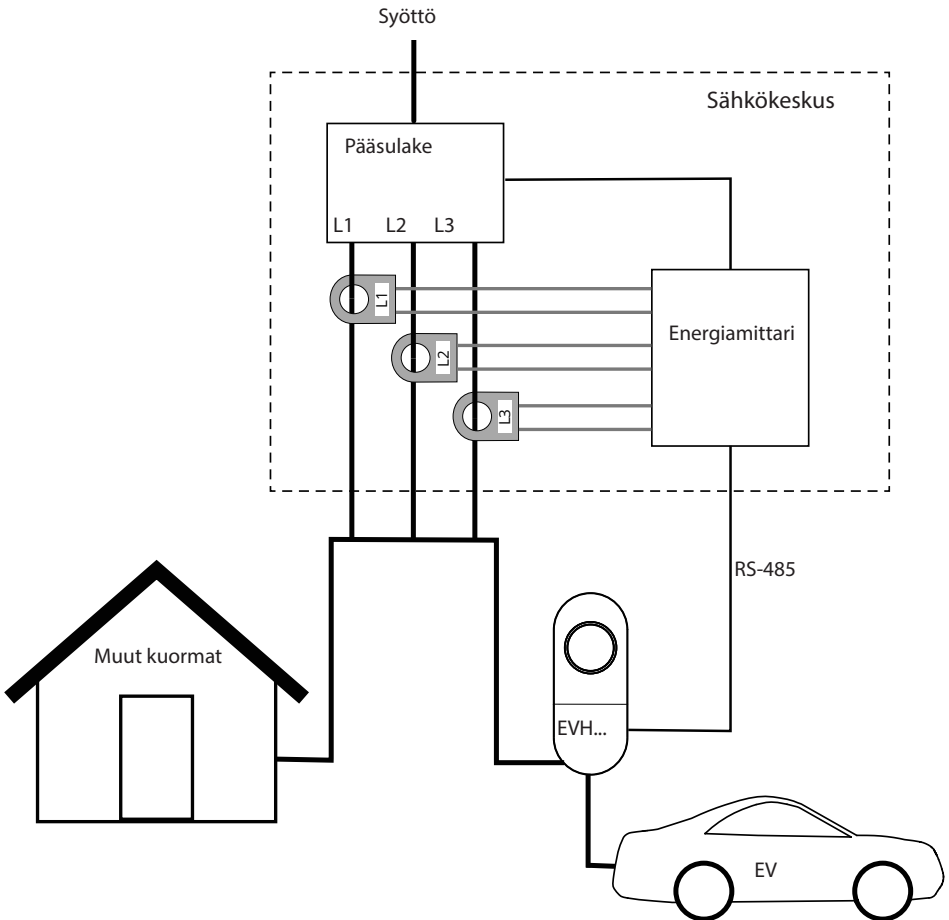 Syöttö
Sähkökeskus
Pääsulake
L1 L2 L3
L1
L2
L3
Energiamittari
RS-485
Muut kuormat
EVH...
EV